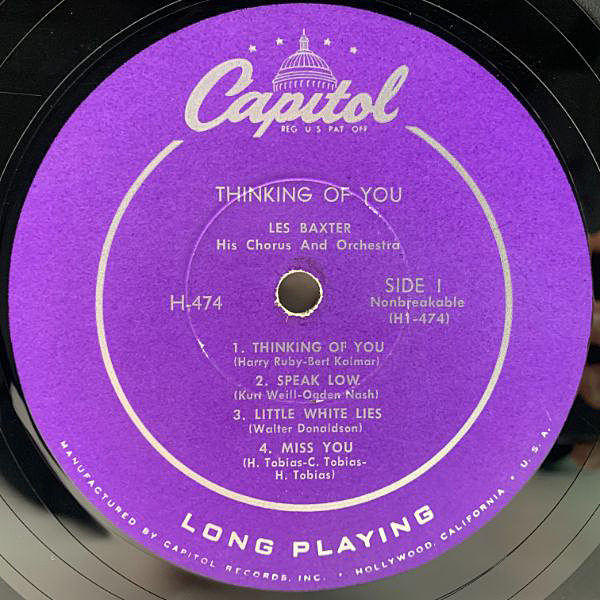 Capitol
REG U S PAT OFF
THINKING OF YOU
LES BAXTER
His Chorus And Orchestra
H-474
SIDE 1
Nonbreakable
(H1-474)
1. THINKING OF YOU
(Harry Ruby-Bert Kalmar)
2. SPEAK LOW
(Kurt Weill-Ogden Nash)
3. LITTLE WHITE LIES
(Walter Donaldson)
4. MISS YOU
(H. Tobias-C. Tobias-
H. Tobias)
LONG PLAYING
MANUFACTURED BY CAPITOL RECORDS, INC. • HOLLYWOOD, CALIFORNIA • U.S.A.